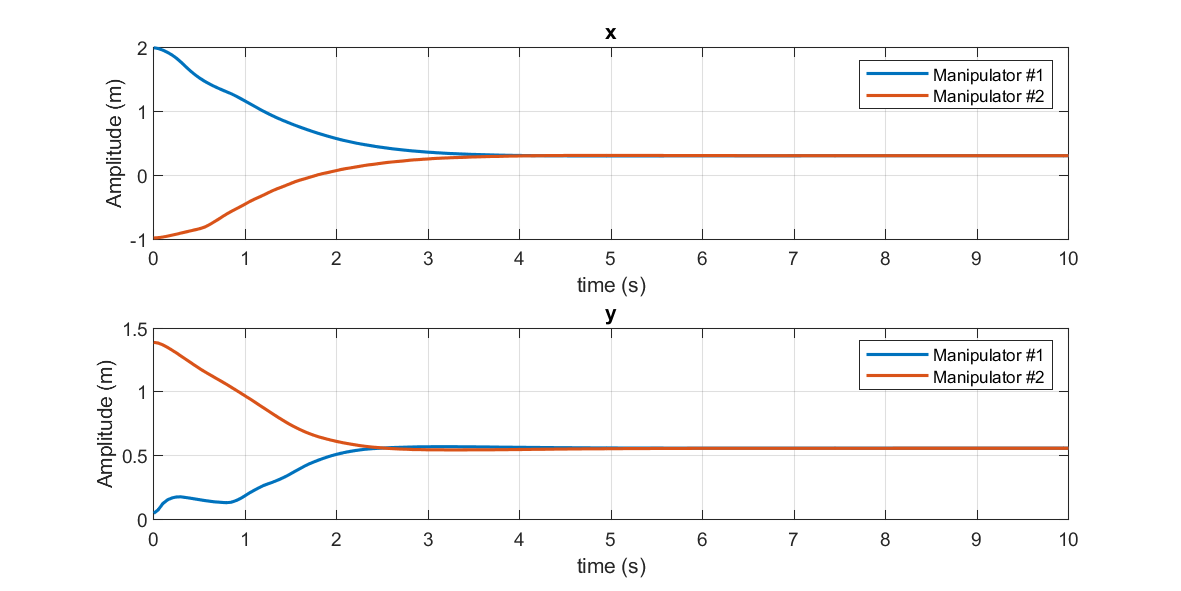 x
2
1
0
-1
Amplitude (m)
Manipulator #1
Manipulator #2
0 1 2 3 4 5 6 7 8 9 10
time (s)
y
1.5
1
0.5
0
Amplitude (m)
Manipulator #1
Manipulator #2
0 1 2 3 4 5 6 7 8 9 10
time (s)